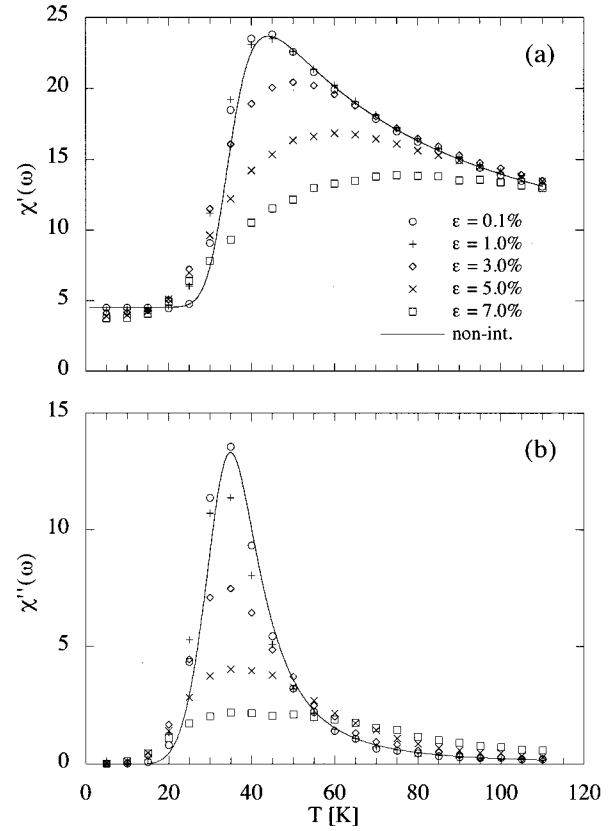 (a)
25
20
15
10
5
0
χ'(ω)
ε = 0.1%
ε = 1.0%
ε = 3.0%
ε = 5.0%
ε = 7.0%
non-int.
(b)
15
10
5
0
χ''(ω)
0 20 40 60 80 100 120
T [K]